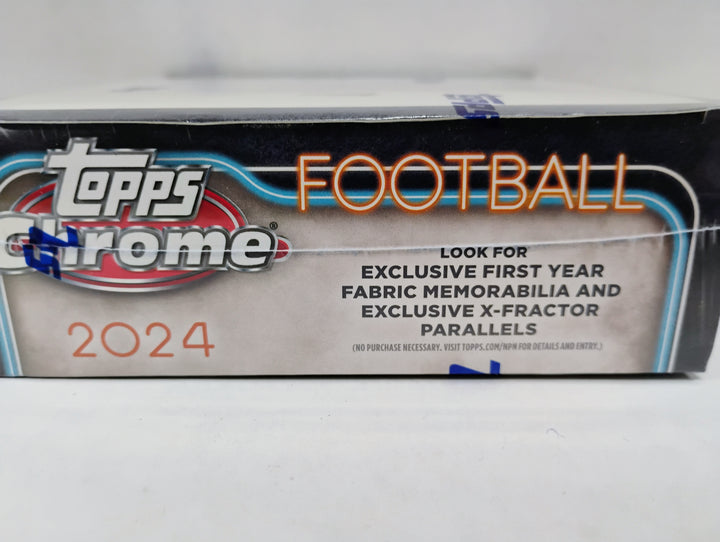 Topps
Chrome®
2024
FOOTBALL
LOOK FOR
EXCLUSIVE FIRST YEAR
FABRIC MEMORABILIA AND
EXCLUSIVE X-FRACTOR
PARALLELS
(NO PURCHASE NECESSARY. VISIT TOPPS.COM/NPN FOR DETAILS AND ENTRY.)